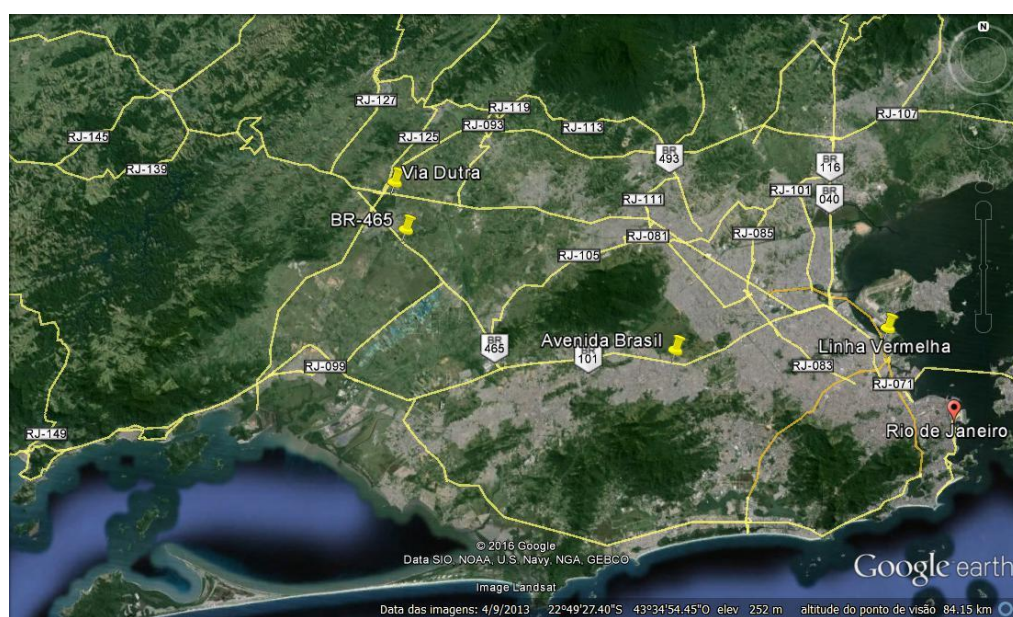 N
RJ-127
RJ-119
RJ-107
RJ-145
RJ-125
RJ-093
RJ-113
BR
493
BR
116
RJ-139
Via Dutra
RJ-101
BR
040
RJ-111
BR-465
RJ-081
RJ-085
RJ-105
BR
465
Avenida Brasil
BR
101
Linha Vermelha
RJ-099
RJ-083
RJ-071
RJ-149
Rio de Janeiro
© 2016 Google
Data SIO, NOAA, U.S. Navy, NGA, GEBCO
Image Landsat
Google earth
Data das imagens: 4/9/2013 22°49'27.40"S 43°34'54.45"O elev 252 m altitude do ponto de visão 84.15 km